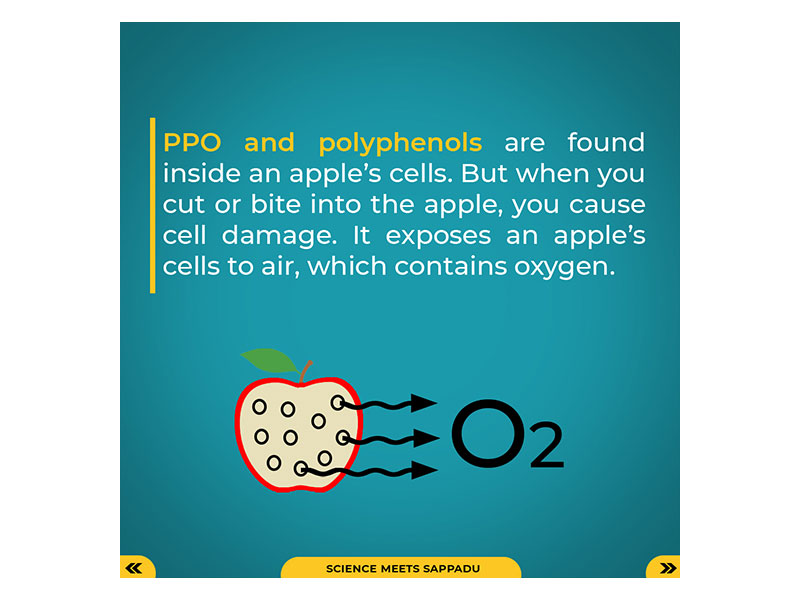 PPO and polyphenols are found
inside an apple’s cells. But when you
cut or bite into the apple, you cause
cell damage. It exposes an apple’s
cells to air, which contains oxygen.
O2
SCIENCE MEETS SAPPADU